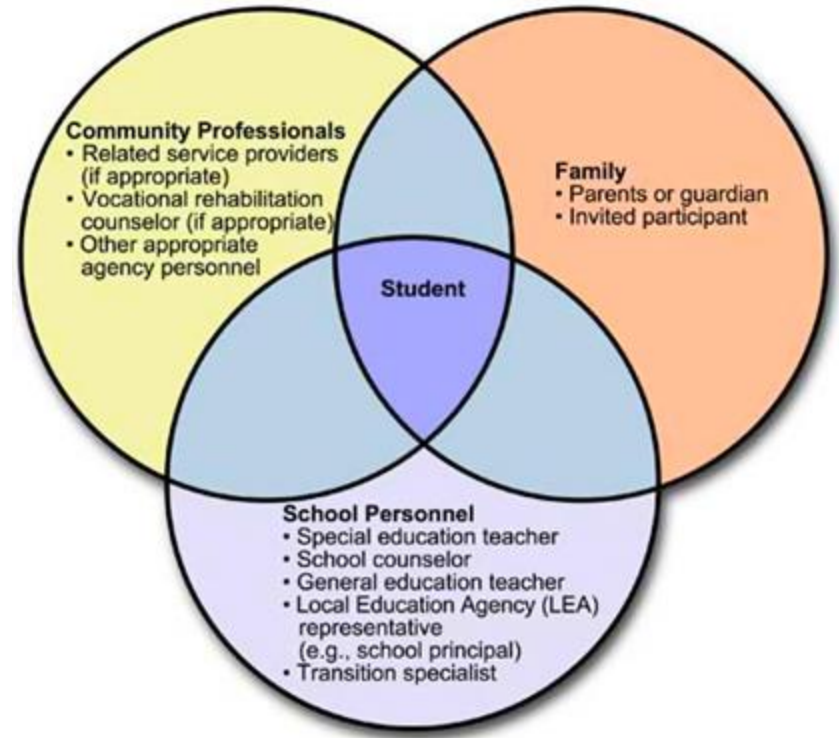 Community Professionals
• Related service providers
(if appropriate)
• Vocational rehabilitation
counselor (if appropriate)
• Other appropriate
agency personnel
Family
• Parents or guardian
• Invited participant
Student
School Personnel
• Special education teacher
• School counselor
• General education teacher
• Local Education Agency (LEA)
representative
(e.g., school principal)
• Transition specialist